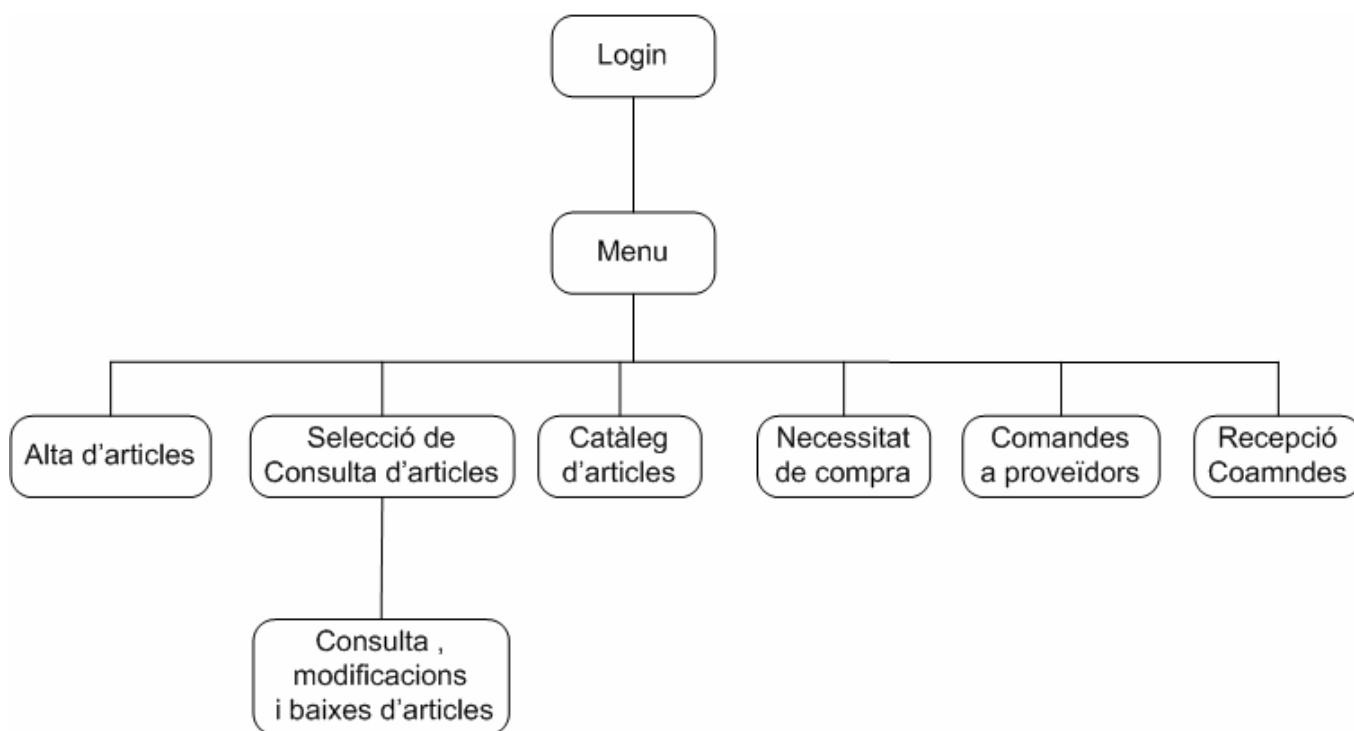 Login
Menu
Alta d'articles
Selecció de
Consulta d'articles
Catàleg
d'articles
Necessitat
de compra
Comandes
a proveïdors
Recepció
Coamndes
Consulta ,
modificacions
i baixes d'articles